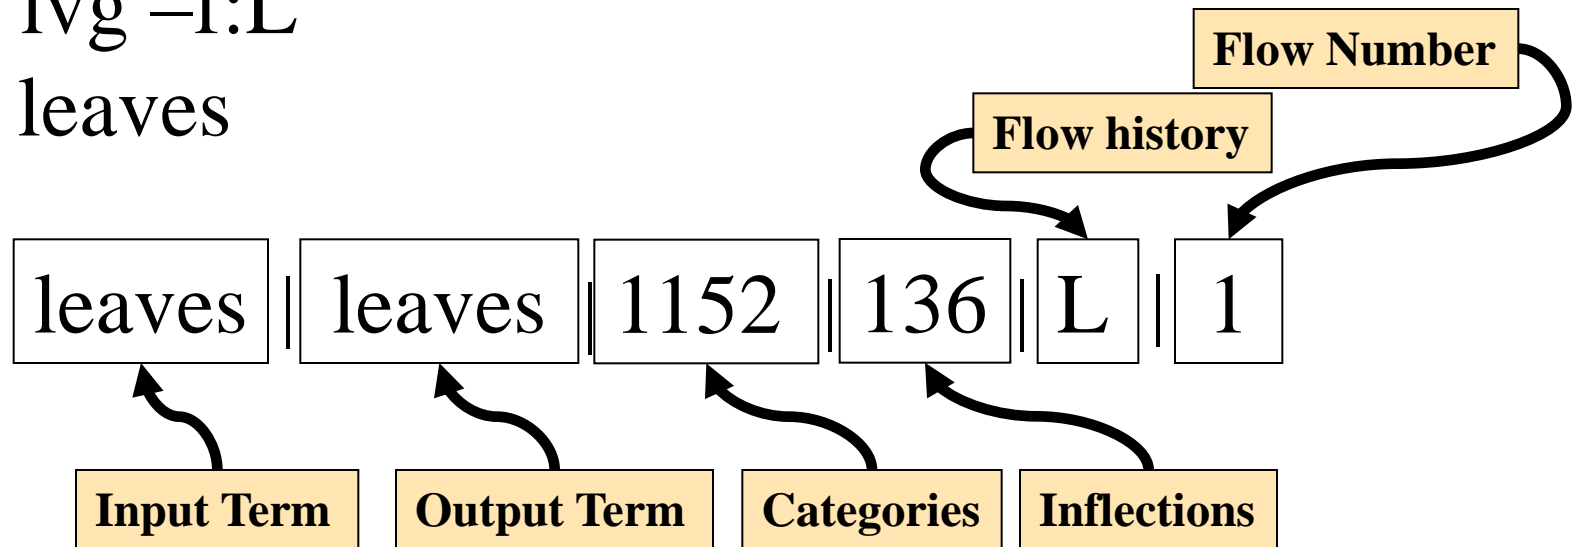 lvg –f:L
leaves
Flow Number
Flow history
leaves | leaves | 1152 | 136 | L | 1
Input Term
Output Term
Categories
Inflections